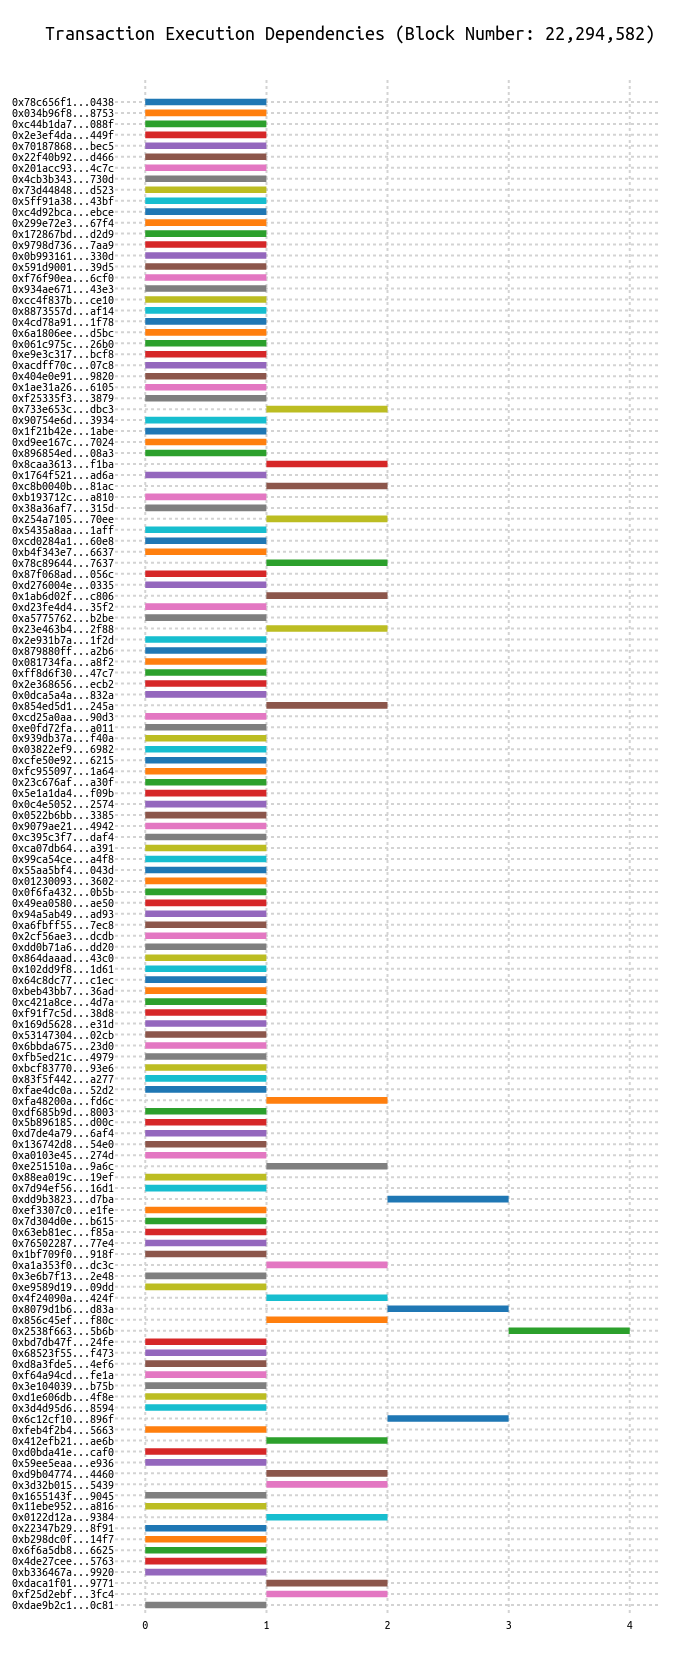 Transaction Execution Dependencies (Block Number: 22,294,582)
0x78c656f1...0438
0x034b96f8...8753
0xc44b1da7...088f
0x2e3ef4da...449f
0x70187868...bec5
0x22f40b92...d466
0x201acc93...4c7c
0x4cb3b343...730d
0x73d44848...d523
0x5ff91a38...43bf
0xc4d92bca...ebce
0x299e72e3...67f4
0x172867bd...d2d9
0x9798d736...7aa9
0x0b993161...330d
0x591d9001...39d5
0xf76f90ea...6cf0
0x934ae671...43e3
0xcc4f837b...ce10
0x8873557d...af14
0x4cd78a91...1f78
0x6a1806ee...d5bc
0x061c975c...26b0
0xe9e3c317...bcf8
0xacdff70c...07c8
0x404e0e91...9820
0x1ae31a26...6105
0xf25335f3...3879
0x733e653c...dbc3
0x90754e6d...3934
0x1f21b42e...1abe
0xd9ee167c...7024
0x896854ed...08a3
0x8caa3613...f1ba
0x1764f521...ad6a
0xc8b0040b...81ac
0xb193712c...a810
0x38a36af7...315d
0x254a7105...70ee
0x5435a8aa...1aff
0xcd0284a1...60e8
0xb4f343e7...6637
0x78c89644...7637
0x87f068ad...056c
0xd276004e...0335
0x1ab6d02f...c806
0xd23fe4d4...35f2
0xa5775762...b2be
0x23e463b4...2f88
0x2e931b7a...1f2d
0x879880ff...a2b6
0x081734fa...a8f2
0xff8d6f30...47c7
0x2e368656...ecb2
0x0dca5a4a...832a
0x854ed5d1...245a
0xcd25a0aa...90d3
0xe0fd72fa...a011
0x939db37a...f40a
0x03822ef9...6982
0xcfe50e92...6215
0xfc955097...1a64
0x23c676af...a30f
0x5e1a1da4...f09b
0x0c4e5052...2574
0x0522b6bb...3385
0x9079ae21...4942
0xc395c3f7...daf4
0xca07db64...a391
0x99ca54ce...a4f8
0x55aa5bf4...043d
0x01230093...3602
0x0f6fa432...0b5b
0x49ea0580...ae50
0x94a5ab49...ad93
0xa6fbff55...7ec8
0x2cf56ae3...dcdb
0xdd0b71a6...dd20
0x864daaad...43c0
0x102dd9f8...1d61
0x64c8dc77...c1ec
0xbeb43bb7...36ad
0xc421a8ce...4d7a
0xf91f7c5d...38d8
0x169d5628...e31d
0x53147304...02cb
0x6bbda675...23d0
0xfb5ed21c...4979
0xbcf83770...93e6
0x83f5f442...a277
0xfae4dc0a...52d2
0xfa48200a...fd6c
0xdf685b9d...8003
0x5b896185...d00c
0xd7de4a79...6af4
0x136742d8...54e0
0xa0103e45...274d
0xe251510a...9a6c
0x88ea019c...19ef
0x7d94ef56...16d1
0xdd9b3823...d7ba
0xef3307c0...e1fe
0x7d304d0e...b615
0x63eb81ec...f85a
0x76502287...77e4
0x1bf709f0...918f
0xa1a353f0...dc3c
0x3e6b7f13...2e48
0xe9589d19...09dd
0x4f24090a...424f
0x8079d1b6...d83a
0x856c45ef...f80c
0x2538f663...5b6b
0xbd7db47f...24fe
0x68523f55...f473
0xd8a3fde5...4ef6
0xf64a94cd...fe1a
0x3e104039...b75b
0xd1e606db...4f8e
0x3d4d95d6...8594
0x6c12cf10...896f
0xfeb4f2b4...5663
0x412efb21...ae6b
0xd0bda41e...caf0
0x59ee5eaa...e936
0xd9b04774...4460
0x3d32b015...5439
0x1655143f...9045
0x11ebe952...a816
0x0122d12a...9384
0x22347b29...8f91
0xb298dc0f...14f7
0x6f6a5db8...6625
0x4de27cee...5763
0xb336467a...9920
0xdaca1f01...9771
0xf25d2ebf...3fc4
0xdae9b2c1...0c81
0 1 2 3 4